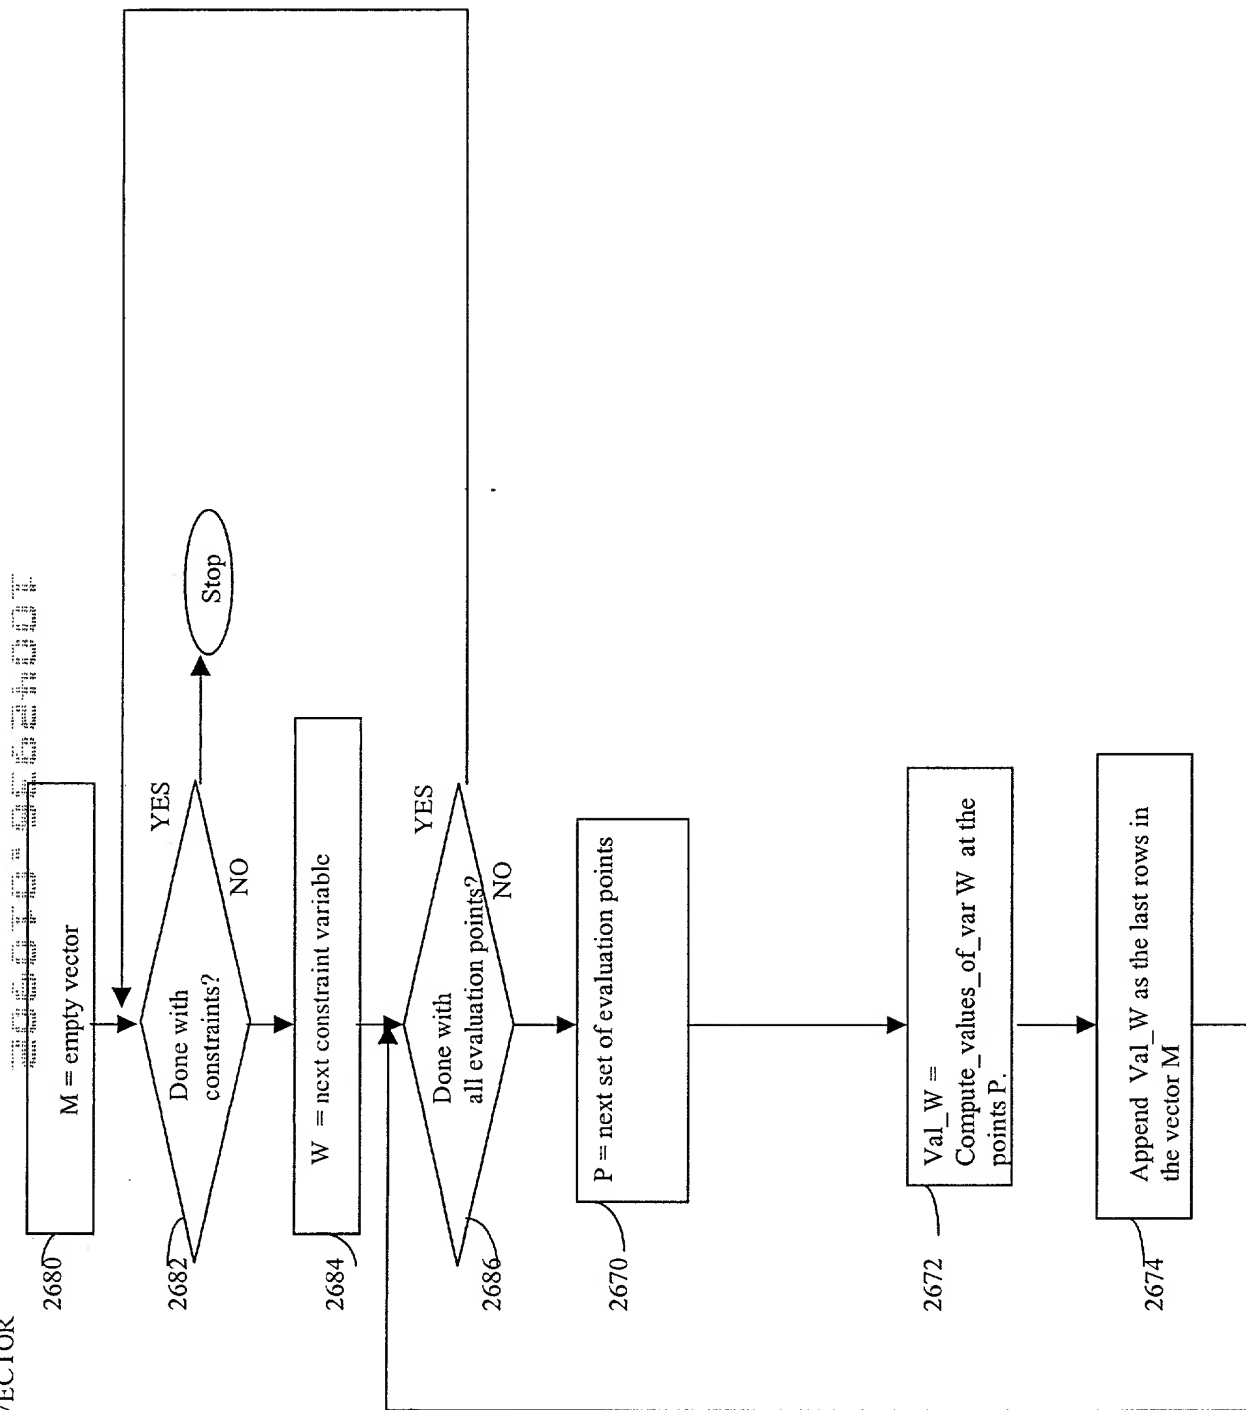 VECTOR
2680
M = empty vector
2682
Done with
constraints?
YES
NO
Stop
2684
W = next constraint variable
2686
Done with
all evaluation points?
YES
NO
2670
P = next set of evaluation points
2672
Val_W =
Compute_values_of_var W at the
points P.
2674
Append Val_W as the last rows in
the vector M